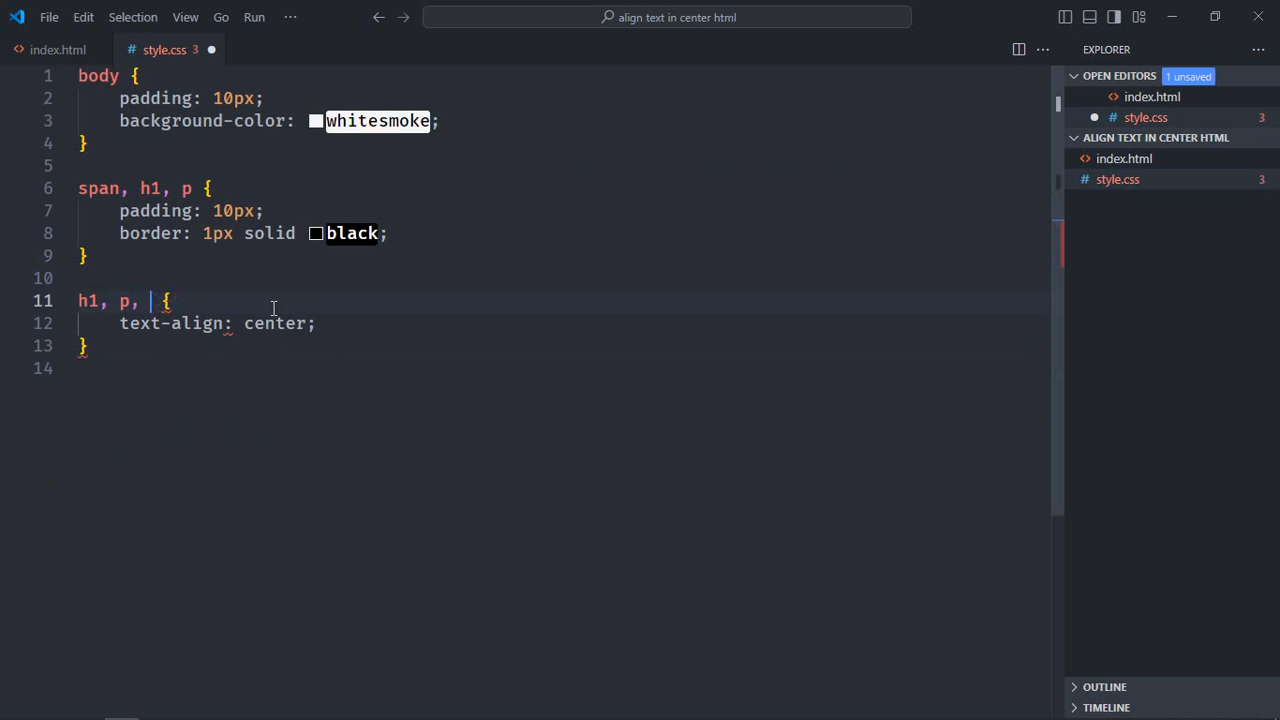 File Edit Selection View Go Run ··· align text in center html
index.html style.css 3 EXPLORER
1 body {
2 padding: 10px;
3 background-color: whitesmoke;
4 }
5
6 span, h1, p {
7 padding: 10px;
8 border: 1px solid black;
9 }
10
11 h1, p, {
12 text-align: center;
13 }
14
OPEN EDITORS 1 unsaved
index.html
style.css 3
ALIGN TEXT IN CENTER HTML
index.html
style.css 3
OUTLINE
TIMELINE